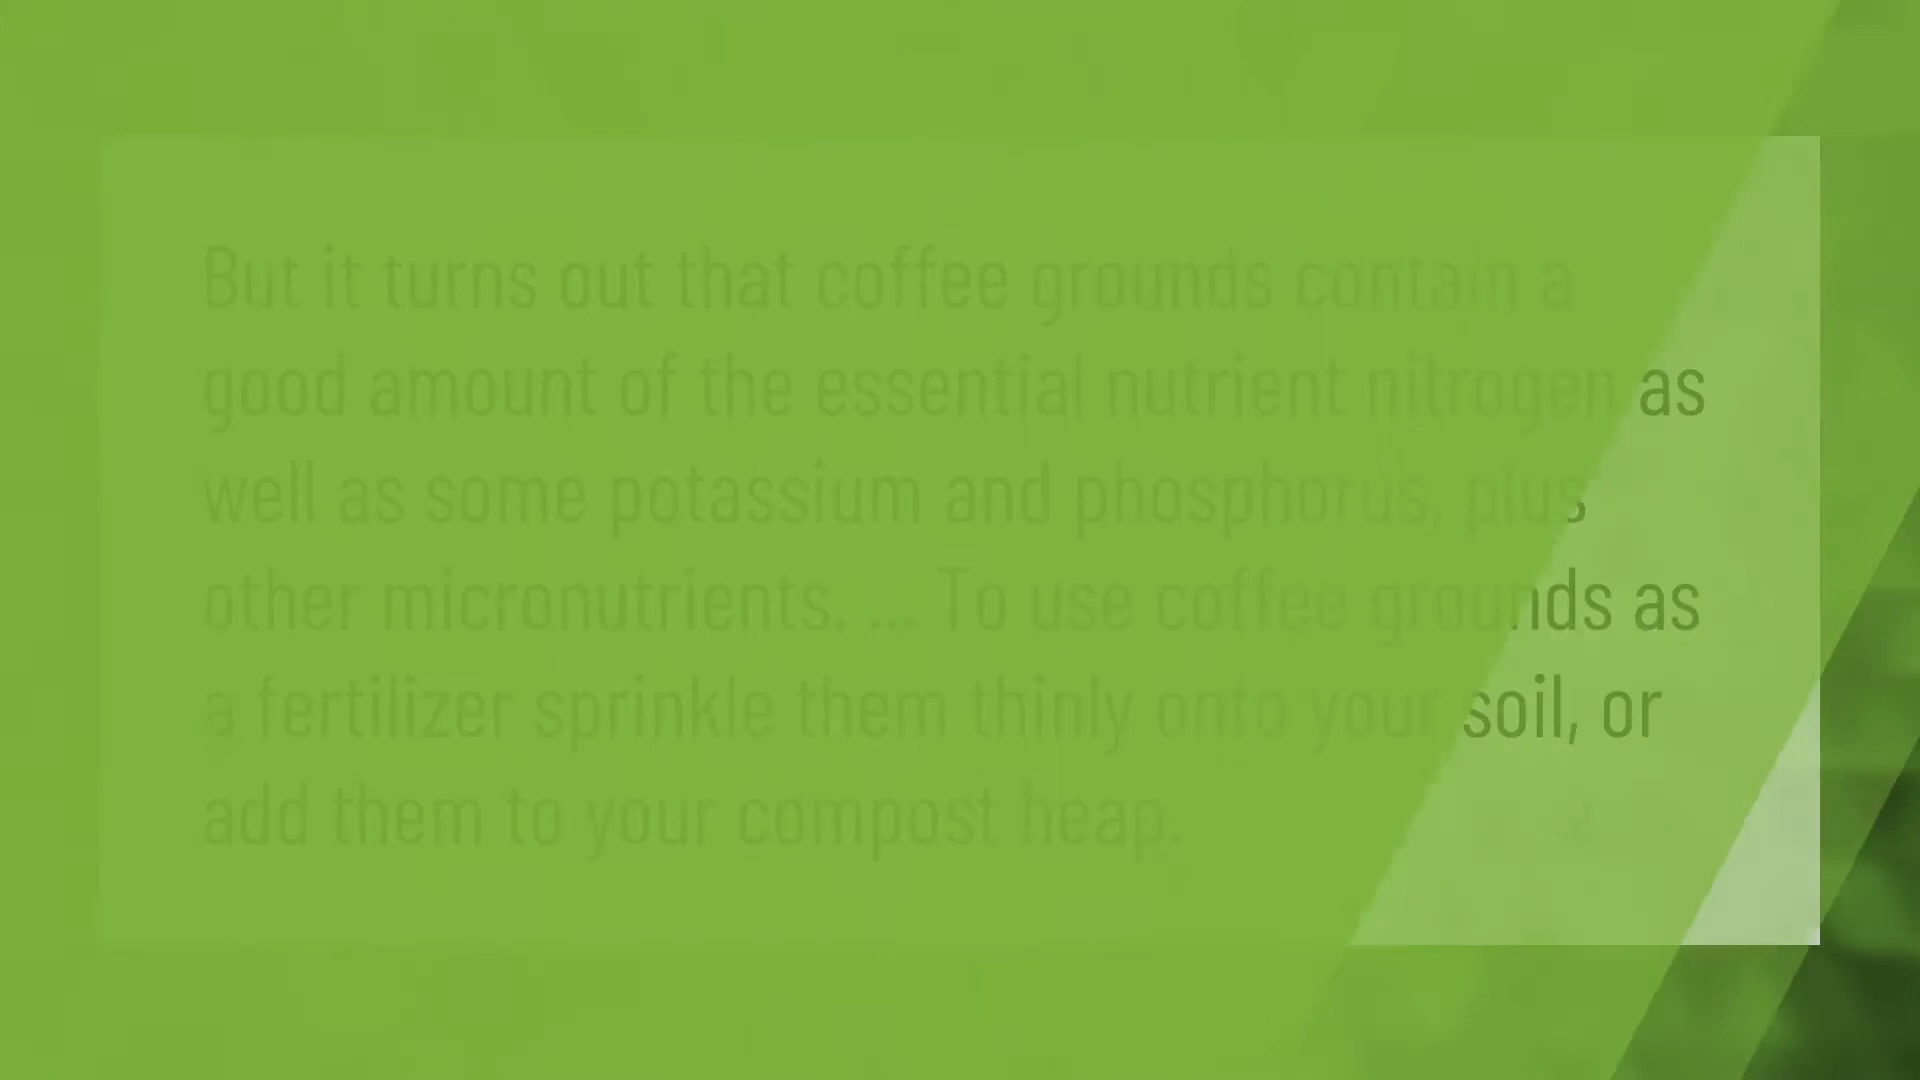 But it turns out that coffee grounds contain a
good amount of the essential nutrient nitrogen as
well as some potassium and phosphorus, plus
other micronutrients. ... To use coffee grounds as
a fertilizer sprinkle them thinly onto your soil, or
add them to your compost heap.